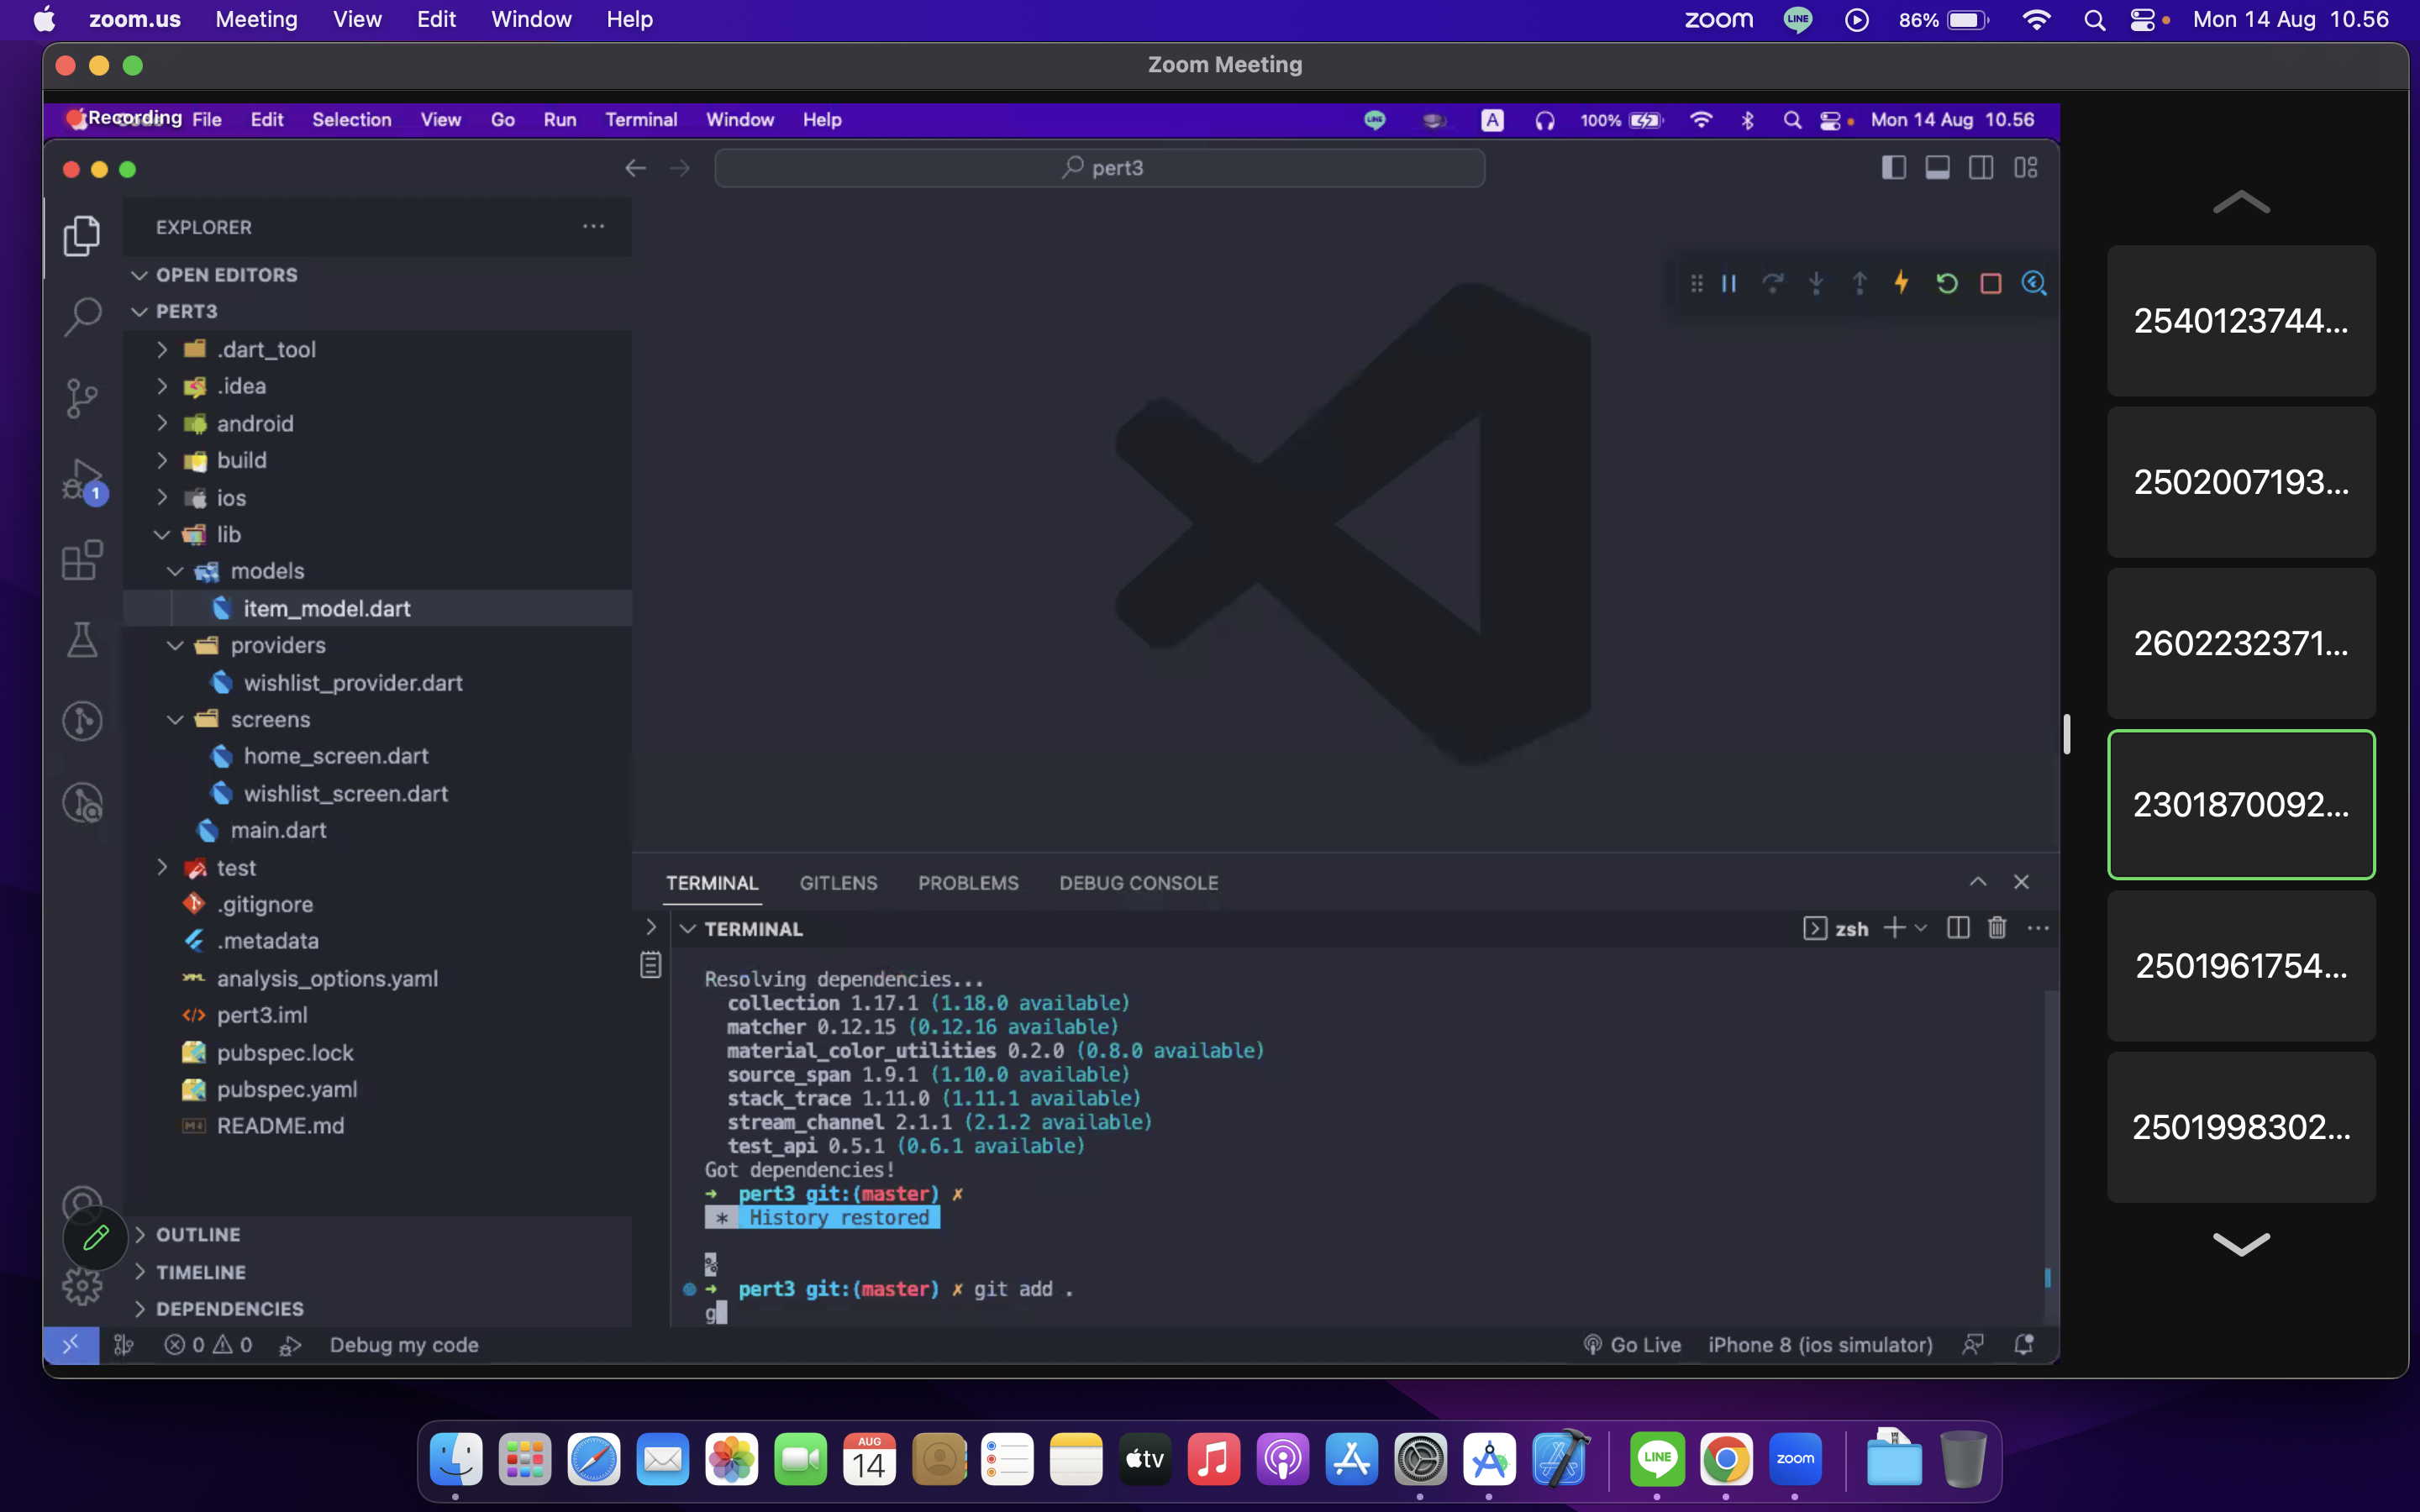 zoom.us Meeting View Edit Window Help zoom LINE 86% Mon 14 Aug 10.56
Zoom Meeting
Recording File Edit Selection View Go Run Terminal Window Help LINE A 100% Mon 14 Aug 10.56
pert3
EXPLORER
OPEN EDITORS
PERT3
.dart_tool
.idea
android
build
1
ios
lib
models
item_model.dart
providers
wishlist_provider.dart
screens
home_screen.dart
wishlist_screen.dart
main.dart
test
.gitignore
.metadata
analysis_options.yaml
pert3.iml
pubspec.lock
pubspec.yaml
README.md
OUTLINE
TIMELINE
DEPENDENCIES
TERMINAL GITLENS PROBLEMS DEBUG CONSOLE
TERMINAL zsh
Resolving dependencies...
collection 1.17.1 (1.18.0 available)
matcher 0.12.15 (0.12.16 available)
material_color_utilities 0.2.0 (0.8.0 available)
source_span 1.9.1 (1.10.0 available)
stack_trace 1.11.0 (1.11.1 available)
stream_channel 2.1.1 (2.1.2 available)
test_api 0.5.1 (0.6.1 available)
Got dependencies!
➜ pert3 git:(master) ✗
* History restored
%
➜ pert3 git:(master) ✗ git add .
g
0 0 Debug my code Go Live iPhone 8 (ios simulator)
2540123744...
2502007193...
2602232371...
2301870092...
2501961754...
2501998302...
AUG
14
tv
LINE
zoom